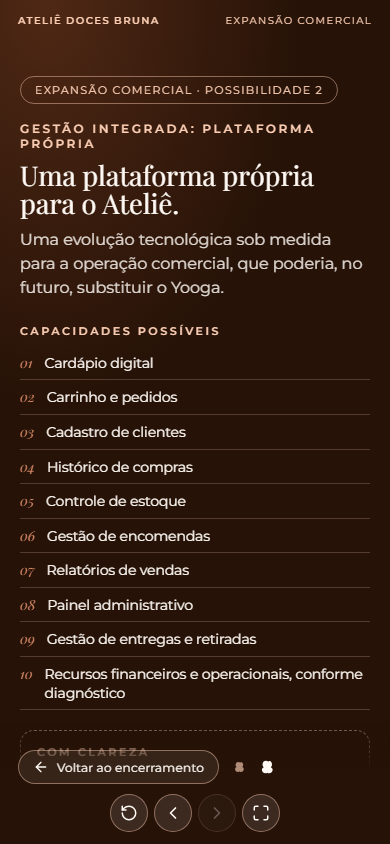 ATELIÊ DOCES BRUNA
EXPANSÃO COMERCIAL
EXPANSÃO COMERCIAL · POSSIBILIDADE 2
GESTÃO INTEGRADA: PLATAFORMA
PRÓPRIA
Uma plataforma própria
para o Ateliê.
Uma evolução tecnológica sob medida
para a operação comercial, que poderia, no
futuro, substituir o Yooga.
CAPACIDADES POSSÍVEIS
01 Cardápio digital
02 Carrinho e pedidos
03 Cadastro de clientes
04 Histórico de compras
05 Controle de estoque
06 Gestão de encomendas
07 Relatórios de vendas
08 Painel administrativo
09 Gestão de entregas e retiradas
10 Recursos financeiros e operacionais, conforme
diagnóstico
COM CLAREZA
Voltar ao encerramento